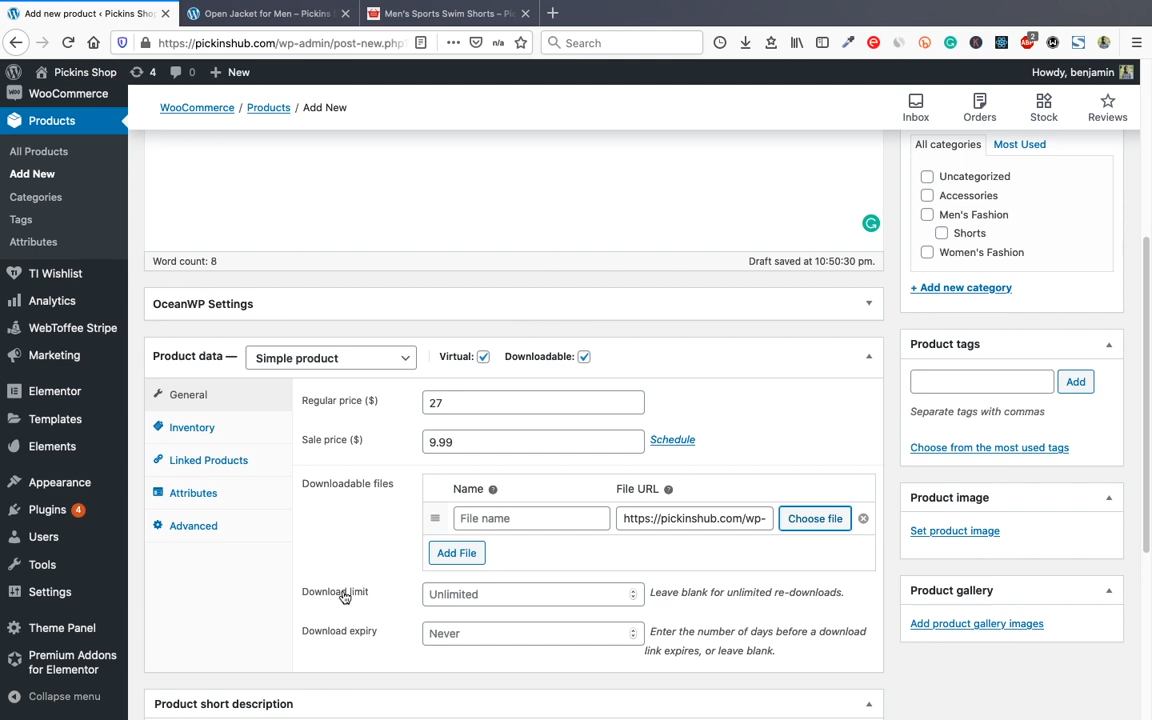 Add new product ‹ Pickins Shop
Open Jacket for Men – Pickins
Men's Sports Swim Shorts – Pic
https://pickinshub.com/wp-admin/post-new.php?
n/a
Search
2
Pickins Shop
4
0
New
Howdy, benjamin
WooCommerce
Products
All Products
Add New
Categories
Tags
Attributes
TI Wishlist
Analytics
WebToffee Stripe
Marketing
Elementor
Templates
Elements
Appearance
Plugins 4
Users
Tools
Settings
Theme Panel
Premium Addons
for Elementor
Collapse menu
WooCommerce / Products / Add New
Inbox
Orders
Stock
Reviews
Word count: 8
Draft saved at 10:50:30 pm.
OceanWP Settings
Product data —
Simple product
Virtual:
Downloadable:
General
Inventory
Linked Products
Attributes
Advanced
Regular price ($)
27
Sale price ($)
9.99
Schedule
Downloadable files
Name
File URL
File name
https://pickinshub.com/wp-
Choose file
Add File
Download limit
Unlimited
Leave blank for unlimited re-downloads.
Download expiry
Never
Enter the number of days before a download
link expires, or leave blank.
Product short description
All categories
Most Used
Uncategorized
Accessories
Men's Fashion
Shorts
Women's Fashion
+ Add new category
Product tags
Add
Separate tags with commas
Choose from the most used tags
Product image
Set product image
Product gallery
Add product gallery images